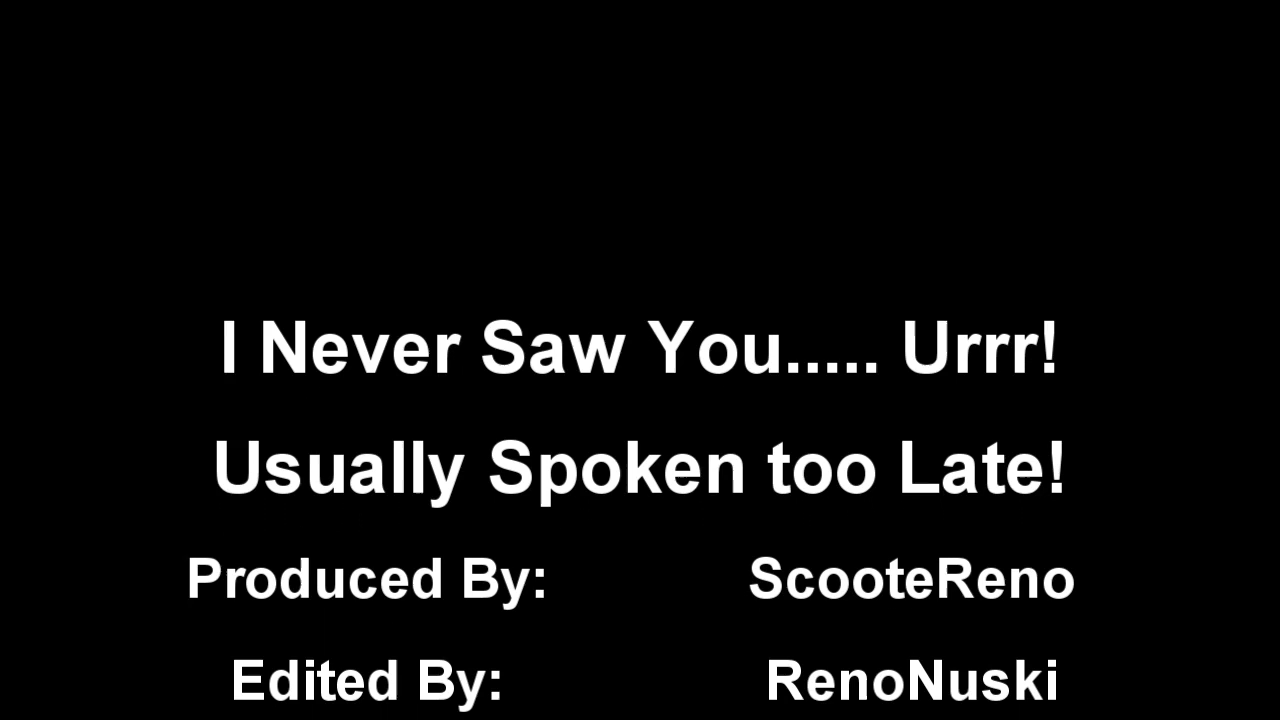 I Never Saw You..... Urrr!
Usually Spoken too Late!
Produced By: ScooteReno
Edited By: RenoNuski